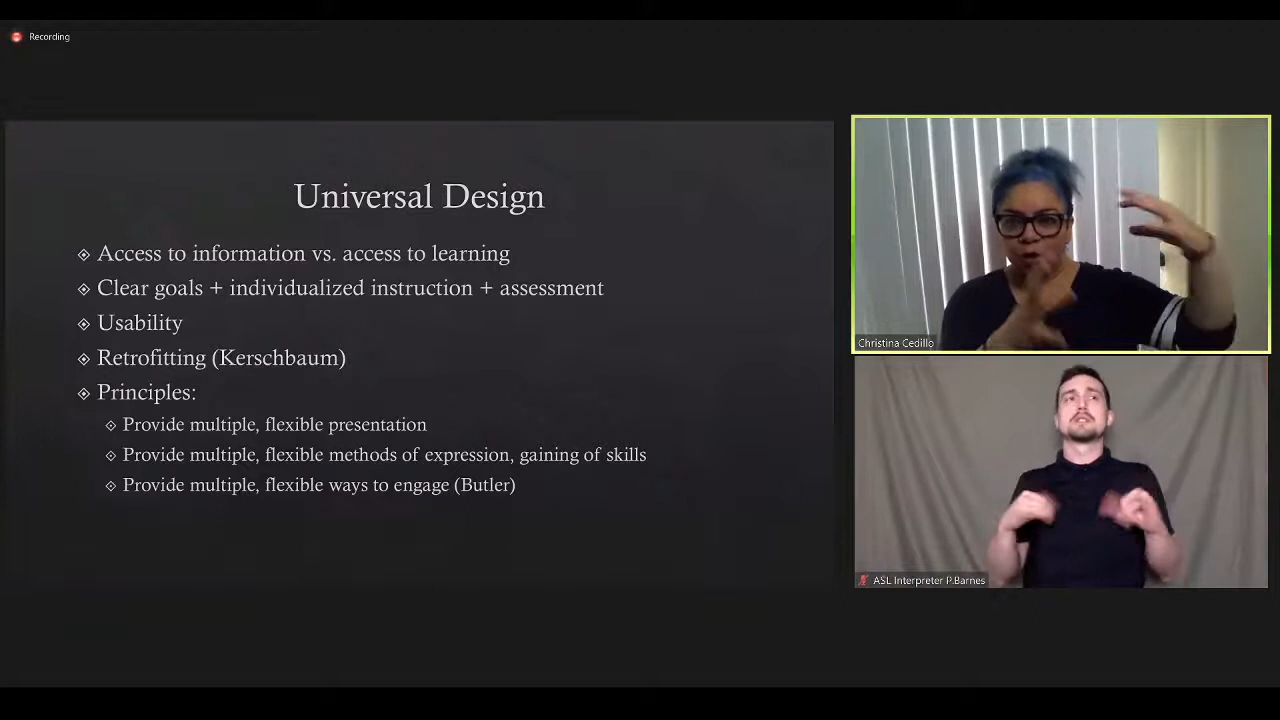 Recording
Universal Design
Access to information vs. access to learning
Clear goals + individualized instruction + assessment
Usability
Retrofitting (Kerschbaum)
Principles:
Provide multiple, flexible presentation
Provide multiple, flexible methods of expression, gaining of skills
Provide multiple, flexible ways to engage (Butler)
Christina Cedillo
ASL Interpreter P.Barnes